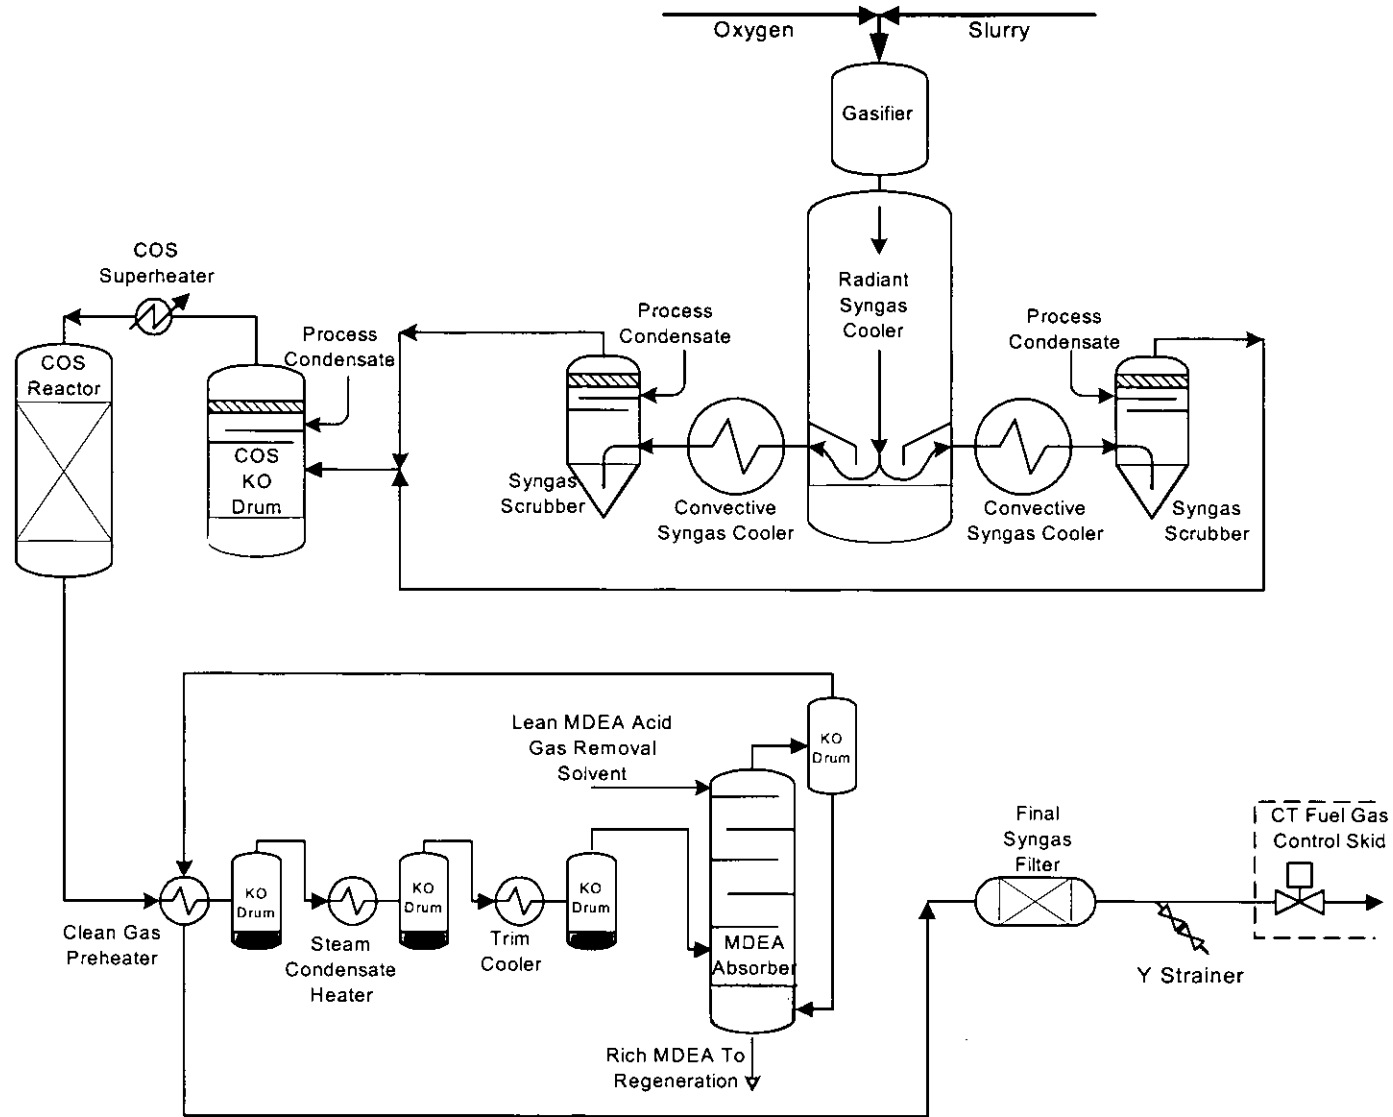 Oxygen
Slurry
Gasifier
COS
Superheater
Radiant
Syngas
Cooler
Process
Condensate
Process
Condensate
Process
Condensate
COS
Reactor
COS
KO
Drum
Syngas
Scrubber
Convective
Syngas Cooler
Convective
Syngas Cooler
Syngas
Scrubber
Lean MDEA Acid
Gas Removal
Solvent
KO
Drum
Final
Syngas
Filter
CT Fuel Gas
Control Skid
KO
Drum
KO
Drum
KO
Drum
Clean Gas
Preheater
Steam
Condensate
Heater
Trim
Cooler
MDEA
Absorber
Y Strainer
Rich MDEA To
Regeneration